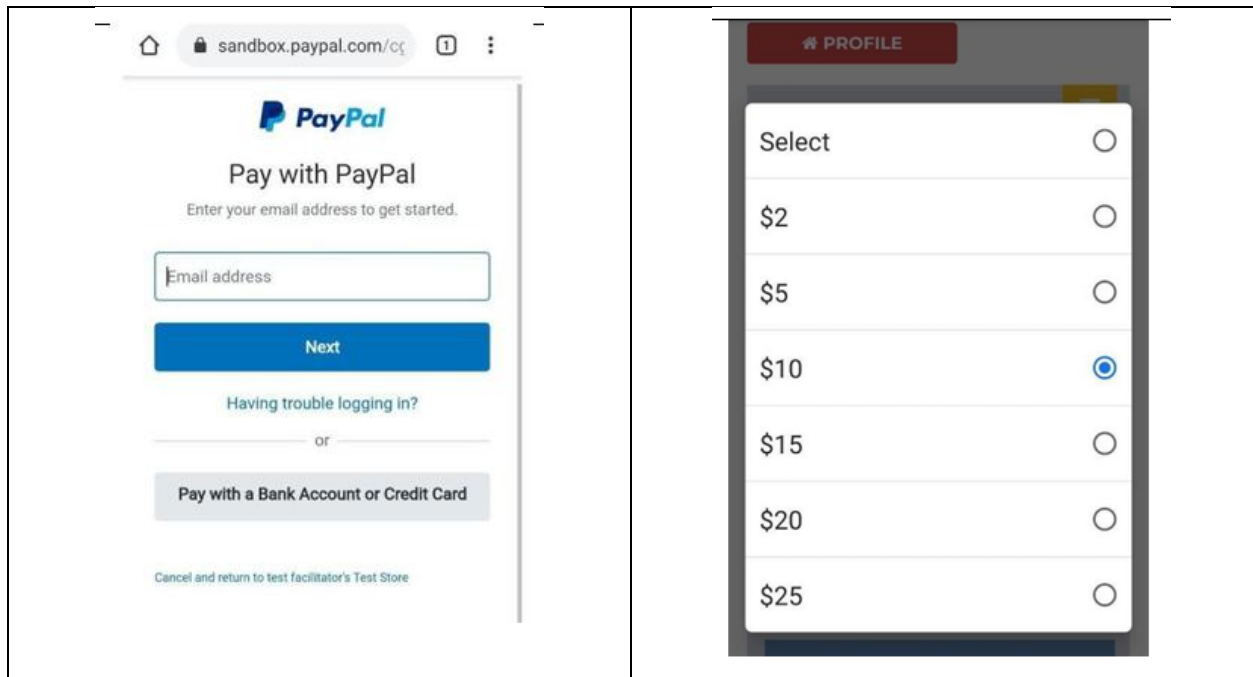 sandbox.paypal.com/cg
1
PayPal
Pay with PayPal
Enter your email address to get started.
Email address
Next
Having trouble logging in?
or
Pay with a Bank Account or Credit Card
Cancel and return to test facilitator's Test Store
PROFILE
Select
$2
$5
$10
$15
$20
$25